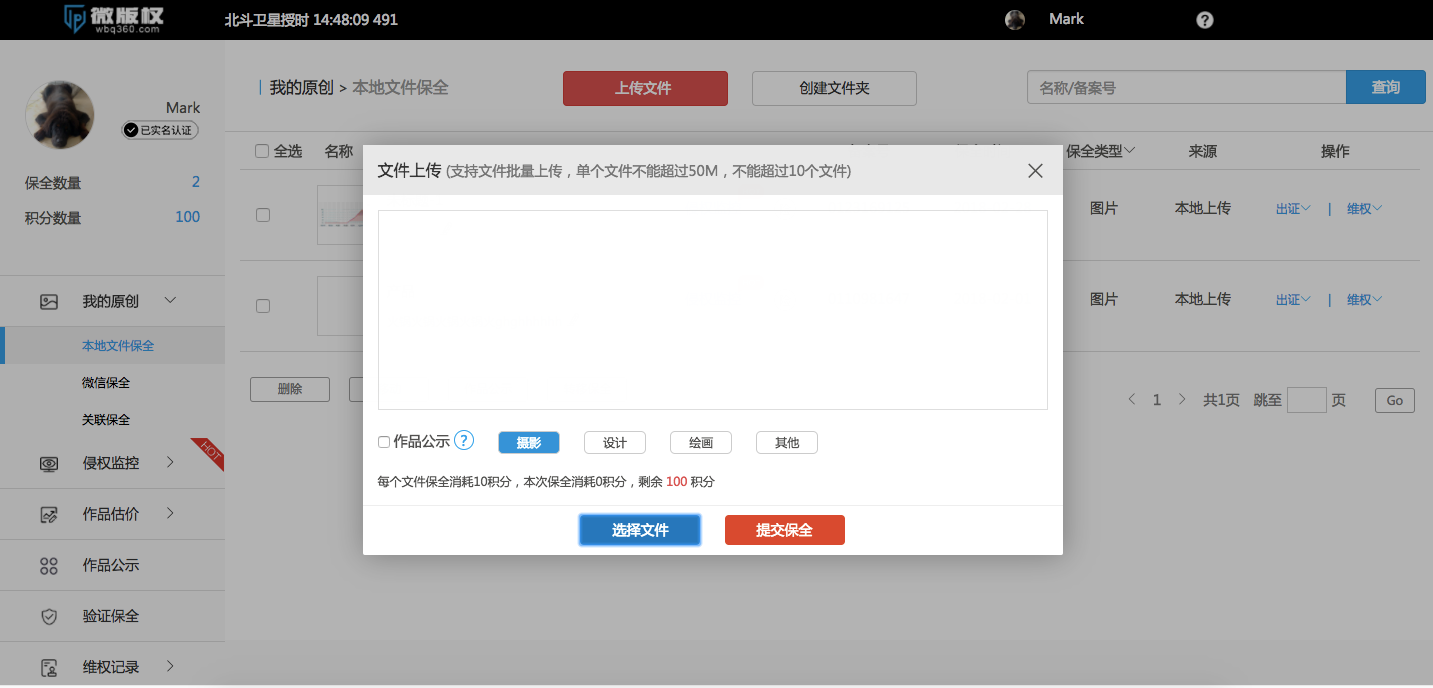 微版权
wbq360.com
北斗卫星授时 14:48:09 491
Mark
?
Mark
已实名认证
保全数量 2
积分数量 100
我的原创
本地文件保全
微信保全
关联保全
侵权监控
HOT
作品估价
作品公示
验证保全
维权记录
我的原创 > 本地文件保全
上传文件
创建文件夹
名称/备案号
查询
全选 名称 保全类型 来源 操作
图片 本地上传 出证 | 维权
图片 本地上传 出证 | 维权
删除
1 共1页 跳至 页 Go
文件上传 (支持文件批量上传，单个文件不能超过50M，不能超过10个文件)
作品公示 ? 摄影 设计 绘画 其他
每个文件保全消耗10积分，本次保全消耗0积分，剩余 100 积分
选择文件 提交保全